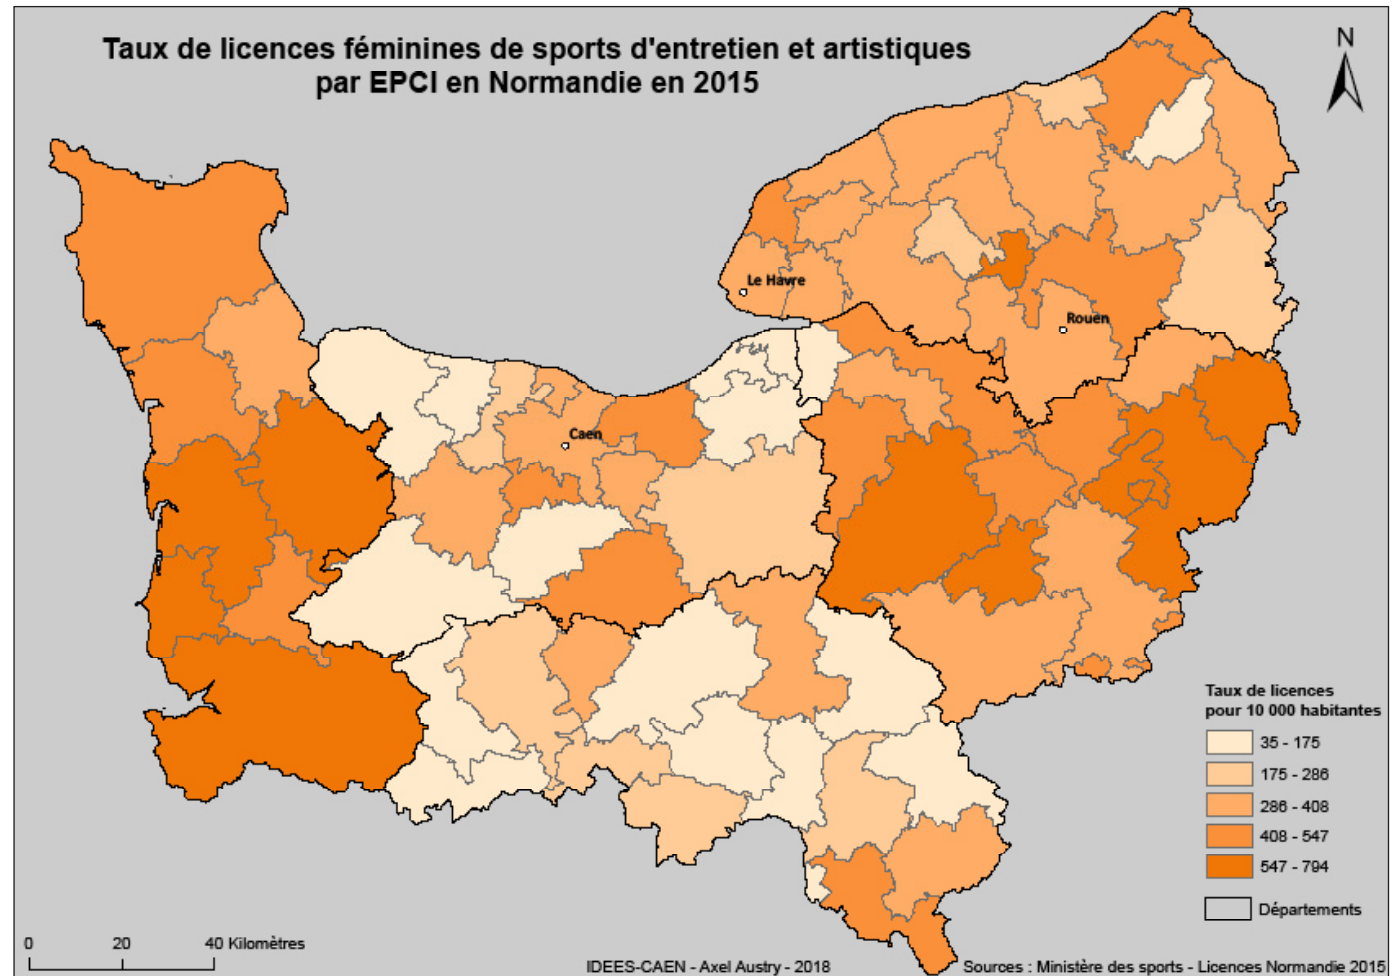 Taux de licences féminines de sports d'entretien et artistiques
par EPCI en Normandie en 2015
N
Le Havre
Rouen
Caen
Taux de licences
pour 10 000 habitantes
35 - 175
175 - 286
286 - 408
408 - 547
547 - 794
Départements
0 20 40 Kilomètres
IDEES-CAEN - Axel Austry - 2018
Sources : Ministère des sports - Licences Normandie 2015